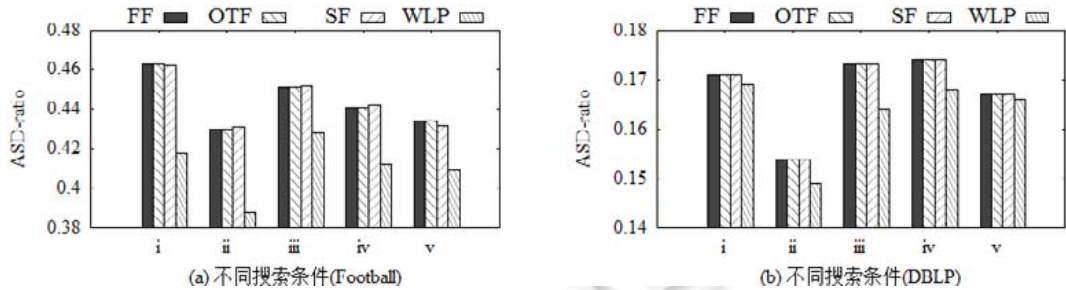 FF OTF SF WLP
0.48
0.46
0.44
0.42
0.4
0.38
ASD-ratio
i ii iii iv v
(a) 不同搜索条件(Football)
FF OTF SF WLP
0.18
0.17
0.16
0.15
0.14
ASD-ratio
i ii iii iv v
(b) 不同搜索条件(DBLP)